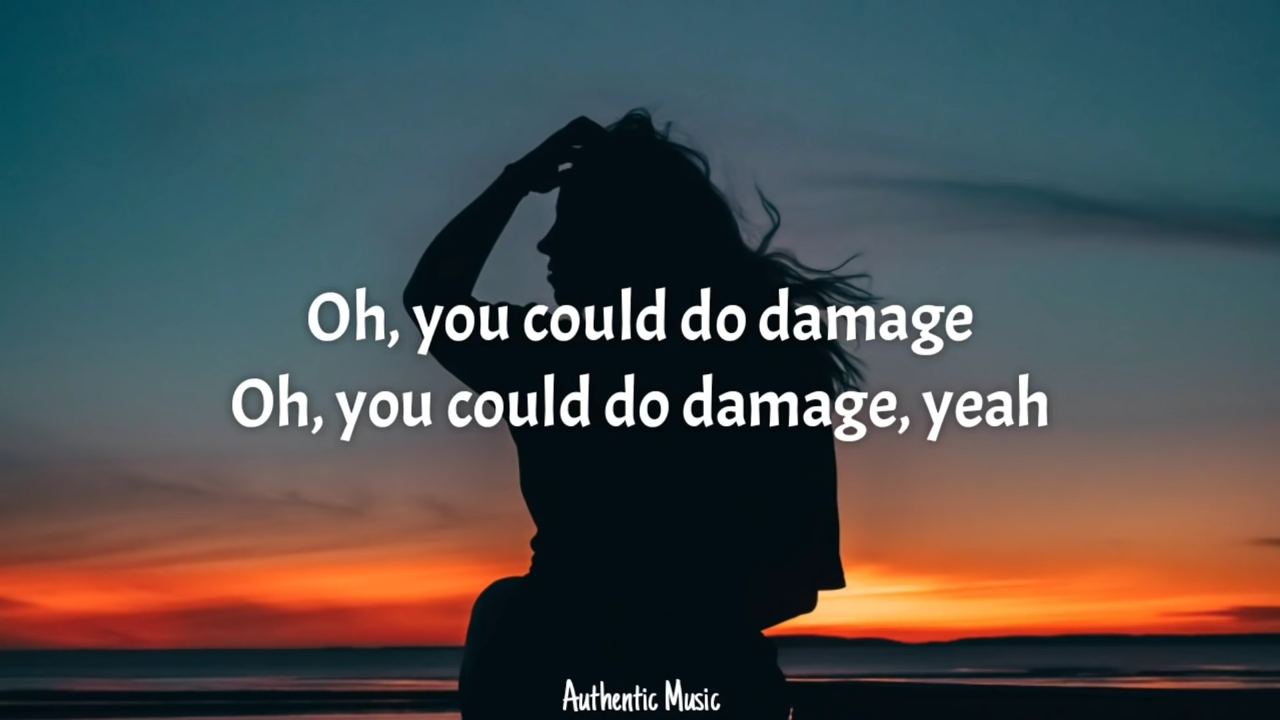 Oh, you could do damage
Oh, you could do damage, yeah
Authentic Music